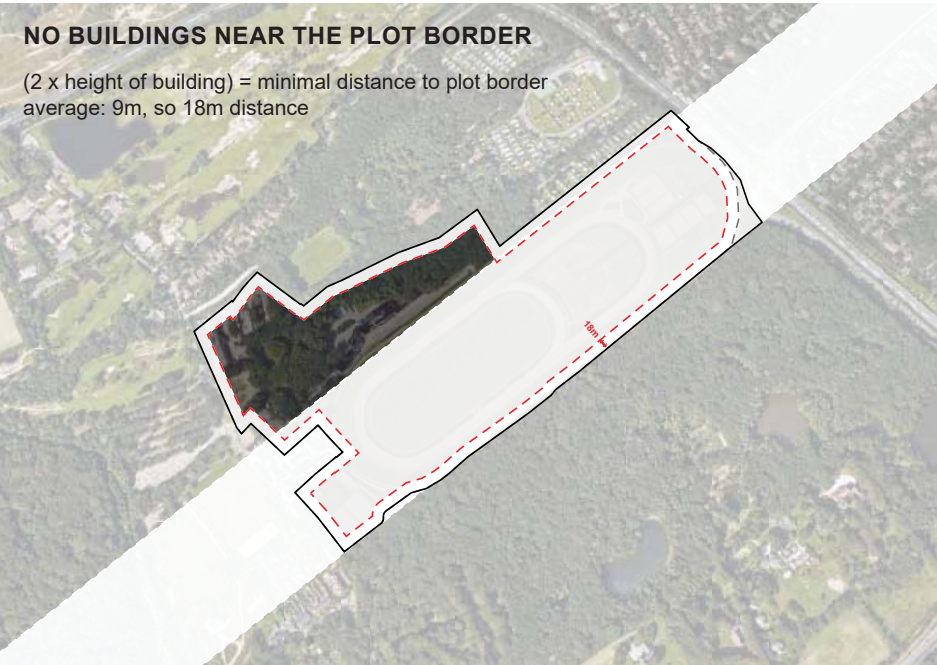 NO BUILDINGS NEAR THE PLOT BORDER
(2 x height of building) = minimal distance to plot border
average: 9m, so 18m distance
18m